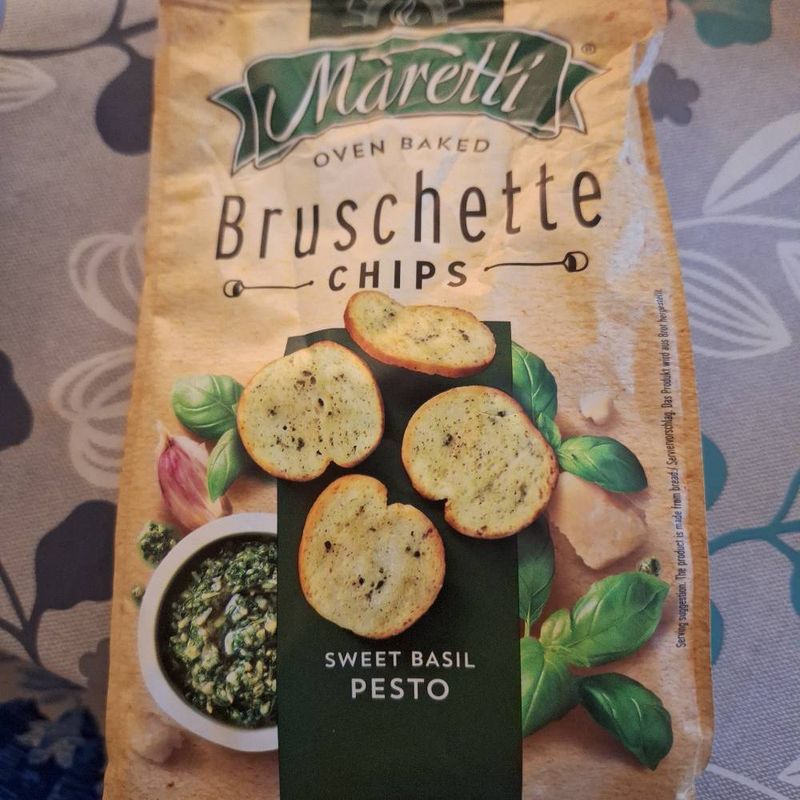 Maretti®
OVEN BAKED
Bruschette
CHIPS
SWEET BASIL
PESTO
Serving suggestion. The product is made from bread./ Serviervorschlag. Das Produkt wird aus Brot hergestellt.